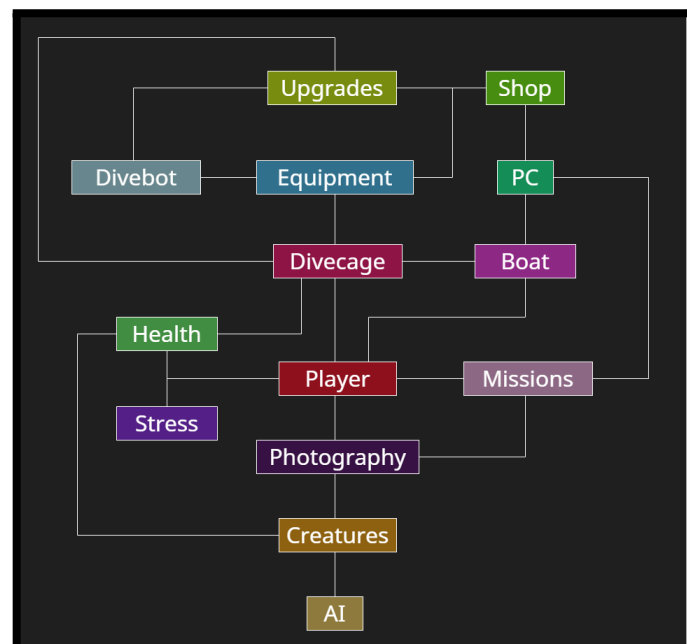 Upgrades
Shop
Divebot
Equipment
PC
Divecage
Boat
Health
Player
Missions
Stress
Photography
Creatures
AI